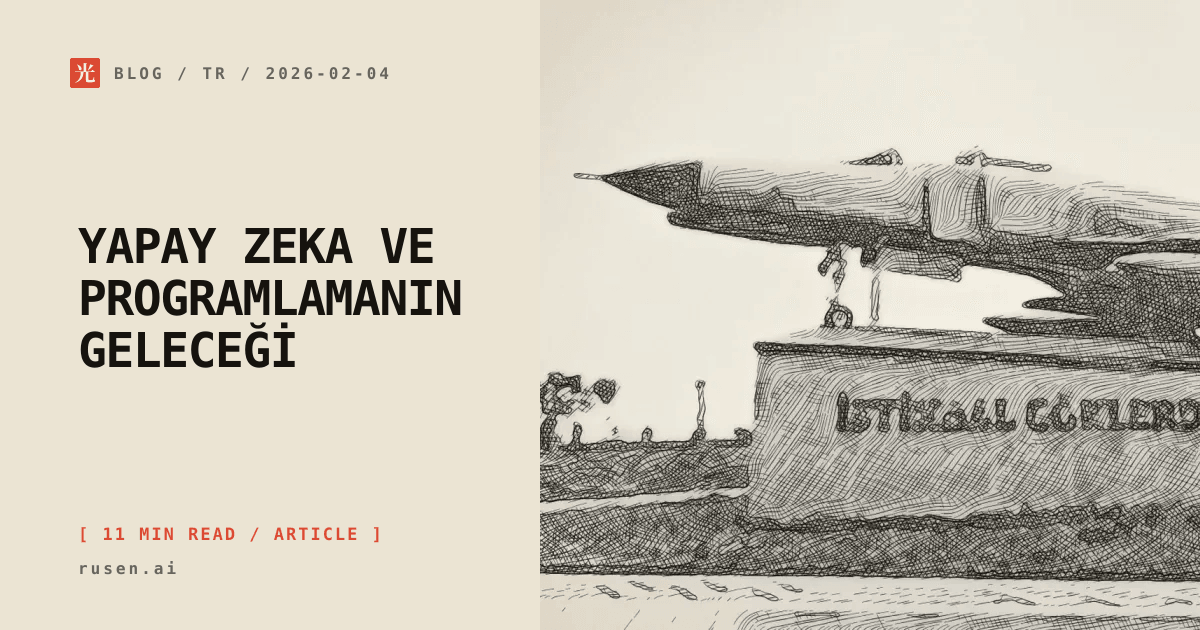 光 BLOG / TR / 2026-02-04
YAPAY ZEKA VE
PROGRAMLAMANIN
GELECEĞİ
[ 11 MIN READ / ARTICLE ]
rusen.ai